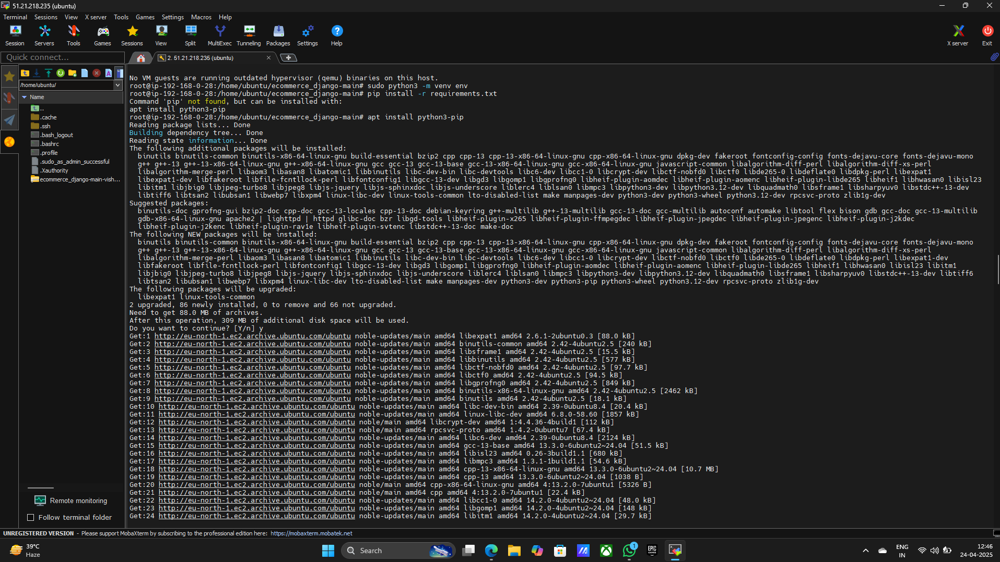 51.21.218.235 (ubuntu)
Terminal Sessions View X server Tools Games Settings Macros Help
Session Servers Tools Games Sessions View Split MultiExec Tunneling Packages Settings Help X server Exit
Quick connect...
2. 51.21.218.235 (ubuntu)
/home/ubuntu/
Name
..
.cache
.ssh
.bash_logout
.bashrc
.profile
.sudo_as_admin_successful
.Xauthority
ecommerce_django-main-vish...
Remote monitoring
Follow terminal folder
No VM guests are running outdated hypervisor (qemu) binaries on this host.
root@ip-192-168-0-28:/home/ubuntu/ecommerce_django-main# sudo python3 -m venv env
root@ip-192-168-0-28:/home/ubuntu/ecommerce_django-main# pip install -r requirements.txt
Command 'pip' not found, but can be installed with:
apt install python3-pip
root@ip-192-168-0-28:/home/ubuntu/ecommerce_django-main# apt install python3-pip
Reading package lists... Done
Building dependency tree... Done
Reading state information... Done
The following additional packages will be installed:
binutils binutils-common binutils-x86-64-linux-gnu build-essential bzip2 cpp cpp-13 cpp-13-x86-64-linux-gnu cpp-x86-64-linux-gnu dpkg-dev fakeroot fontconfig-config fonts-dejavu-core fonts-dejavu-mono
g++ g++-13 g++-13-x86-64-linux-gnu g++-x86-64-linux-gnu gcc gcc-13 gcc-13-base gcc-13-x86-64-linux-gnu gcc-x86-64-linux-gnu javascript-common libalgorithm-diff-perl libalgorithm-diff-xs-perl
libalgorithm-merge-perl libaom3 libasan8 libatomic1 libbinutils libc-dev-bin libc-devtools libc6-dev libcc1-0 libcrypt-dev libctf-nobfd0 libctf0 libde265-0 libdeflate0 libdpkg-perl libexpat1
libexpat1-dev libfakeroot libfile-fcntllock-perl libfontconfig1 libgcc-13-dev libgd3 libgomp1 libgprofng0 libheif-plugin-aomdec libheif-plugin-aomenc libheif-plugin-libde265 libheif1 libhwasan0 libisl23
libitm1 libjbig0 libjpeg-turbo8 libjpeg8 libjs-jquery libjs-sphinxdoc libjs-underscore liblerc4 liblsan0 libmpc3 libpython3-dev libpython3.12-dev libquadmath0 libsframe1 libsharpyuv0 libstdc++-13-dev
libtiff6 libtsan2 libubsan1 libwebp7 libxpm4 linux-libc-dev linux-tools-common lto-disabled-list make manpages-dev python3-dev python3-wheel python3.12-dev rpcsvc-proto zlib1g-dev
Suggested packages:
binutils-doc gprofng-gui bzip2-doc cpp-doc gcc-13-locales cpp-13-doc debian-keyring g++-multilib g++-13-multilib gcc-13-doc gcc-multilib autoconf automake libtool flex bison gdb gcc-doc gcc-13-multilib
gdb-x86-64-linux-gnu apache2 | lighttpd | httpd glibc-doc bzr libgd-tools libheif-plugin-x265 libheif-plugin-ffmpegdec libheif-plugin-jpegdec libheif-plugin-jpegenc libheif-plugin-j2kdec
libheif-plugin-j2kenc libheif-plugin-rav1e libheif-plugin-svtenc libstdc++-13-doc make-doc
The following NEW packages will be installed:
binutils binutils-common binutils-x86-64-linux-gnu build-essential bzip2 cpp cpp-13 cpp-13-x86-64-linux-gnu cpp-x86-64-linux-gnu dpkg-dev fakeroot fontconfig-config fonts-dejavu-core fonts-dejavu-mono
g++ g++-13 g++-13-x86-64-linux-gnu g++-x86-64-linux-gnu gcc gcc-13 gcc-13-base gcc-13-x86-64-linux-gnu gcc-x86-64-linux-gnu javascript-common libalgorithm-diff-perl libalgorithm-diff-xs-perl
libalgorithm-merge-perl libaom3 libasan8 libatomic1 libbinutils libc-dev-bin libc-devtools libc6-dev libcc1-0 libcrypt-dev libctf-nobfd0 libctf0 libde265-0 libdeflate0 libdpkg-perl libexpat1-dev
libfakeroot libfile-fcntllock-perl libfontconfig1 libgcc-13-dev libgd3 libgomp1 libgprofng0 libheif-plugin-aomdec libheif-plugin-aomenc libheif-plugin-libde265 libheif1 libhwasan0 libisl23 libitm1
libjbig0 libjpeg-turbo8 libjpeg8 libjs-jquery libjs-sphinxdoc libjs-underscore liblerc4 liblsan0 libmpc3 libpython3-dev libpython3.12-dev libquadmath0 libsframe1 libsharpyuv0 libstdc++-13-dev libtiff6
libtsan2 libubsan1 libwebp7 libxpm4 linux-libc-dev lto-disabled-list make manpages-dev python3-dev python3-pip python3-wheel python3.12-dev rpcsvc-proto zlib1g-dev
The following packages will be upgraded:
libexpat1 linux-tools-common
2 upgraded, 86 newly installed, 0 to remove and 66 not upgraded.
Need to get 88.0 MB of archives.
After this operation, 309 MB of additional disk space will be used.
Do you want to continue? [Y/n] y
Get:1 http://eu-north-1.ec2.archive.ubuntu.com/ubuntu noble-updates/main amd64 libexpat1 amd64 2.6.1-2ubuntu0.3 [88.0 kB]
Get:2 http://eu-north-1.ec2.archive.ubuntu.com/ubuntu noble-updates/main amd64 binutils-common amd64 2.42-4ubuntu2.5 [240 kB]
Get:3 http://eu-north-1.ec2.archive.ubuntu.com/ubuntu noble-updates/main amd64 libsframe1 amd64 2.42-4ubuntu2.5 [15.5 kB]
Get:4 http://eu-north-1.ec2.archive.ubuntu.com/ubuntu noble-updates/main amd64 libbinutils amd64 2.42-4ubuntu2.5 [577 kB]
Get:5 http://eu-north-1.ec2.archive.ubuntu.com/ubuntu noble-updates/main amd64 libctf-nobfd0 amd64 2.42-4ubuntu2.5 [97.7 kB]
Get:6 http://eu-north-1.ec2.archive.ubuntu.com/ubuntu noble-updates/main amd64 libctf0 amd64 2.42-4ubuntu2.5 [94.5 kB]
Get:7 http://eu-north-1.ec2.archive.ubuntu.com/ubuntu noble-updates/main amd64 libgprofng0 amd64 2.42-4ubuntu2.5 [849 kB]
Get:8 http://eu-north-1.ec2.archive.ubuntu.com/ubuntu noble-updates/main amd64 binutils-x86-64-linux-gnu amd64 2.42-4ubuntu2.5 [2462 kB]
Get:9 http://eu-north-1.ec2.archive.ubuntu.com/ubuntu noble-updates/main amd64 binutils amd64 2.42-4ubuntu2.5 [18.1 kB]
Get:10 http://eu-north-1.ec2.archive.ubuntu.com/ubuntu noble-updates/main amd64 libc-dev-bin amd64 2.39-0ubuntu8.4 [20.4 kB]
Get:11 http://eu-north-1.ec2.archive.ubuntu.com/ubuntu noble-updates/main amd64 linux-libc-dev amd64 6.8.0-58.60 [1857 kB]
Get:12 http://eu-north-1.ec2.archive.ubuntu.com/ubuntu noble/main amd64 libcrypt-dev amd64 1:4.4.36-4build1 [112 kB]
Get:13 http://eu-north-1.ec2.archive.ubuntu.com/ubuntu noble/main amd64 rpcsvc-proto amd64 1.4.2-0ubuntu7 [67.4 kB]
Get:14 http://eu-north-1.ec2.archive.ubuntu.com/ubuntu noble-updates/main amd64 libc6-dev amd64 2.39-0ubuntu8.4 [2124 kB]
Get:15 http://eu-north-1.ec2.archive.ubuntu.com/ubuntu noble-updates/main amd64 gcc-13-base amd64 13.3.0-6ubuntu2~24.04 [51.5 kB]
Get:16 http://eu-north-1.ec2.archive.ubuntu.com/ubuntu noble-updates/main amd64 libisl23 amd64 0.26-3build1.1 [680 kB]
Get:17 http://eu-north-1.ec2.archive.ubuntu.com/ubuntu noble-updates/main amd64 libmpc3 amd64 1.3.1-1build1.1 [54.6 kB]
Get:18 http://eu-north-1.ec2.archive.ubuntu.com/ubuntu noble-updates/main amd64 cpp-13-x86-64-linux-gnu amd64 13.3.0-6ubuntu2~24.04 [10.7 MB]
Get:19 http://eu-north-1.ec2.archive.ubuntu.com/ubuntu noble-updates/main amd64 cpp-13 amd64 13.3.0-6ubuntu2~24.04 [1038 B]
Get:20 http://eu-north-1.ec2.archive.ubuntu.com/ubuntu noble/main amd64 cpp-x86-64-linux-gnu amd64 4:13.2.0-7ubuntu1 [5326 B]
Get:21 http://eu-north-1.ec2.archive.ubuntu.com/ubuntu noble/main amd64 cpp amd64 4:13.2.0-7ubuntu1 [22.4 kB]
Get:22 http://eu-north-1.ec2.archive.ubuntu.com/ubuntu noble-updates/main amd64 libcc1-0 amd64 14.2.0-4ubuntu2~24.04 [48.0 kB]
Get:23 http://eu-north-1.ec2.archive.ubuntu.com/ubuntu noble-updates/main amd64 libgomp1 amd64 14.2.0-4ubuntu2~24.04 [148 kB]
Get:24 http://eu-north-1.ec2.archive.ubuntu.com/ubuntu noble-updates/main amd64 libitm1 amd64 14.2.0-4ubuntu2~24.04 [29.7 kB]
UNREGISTERED VERSION - Please support MobaXterm by subscribing to the professional edition here: https://mobaxterm.mobatek.net
39°C
Haze
Search
1
EPIC GAMES
ENG
IN
12:46
24-04-2025